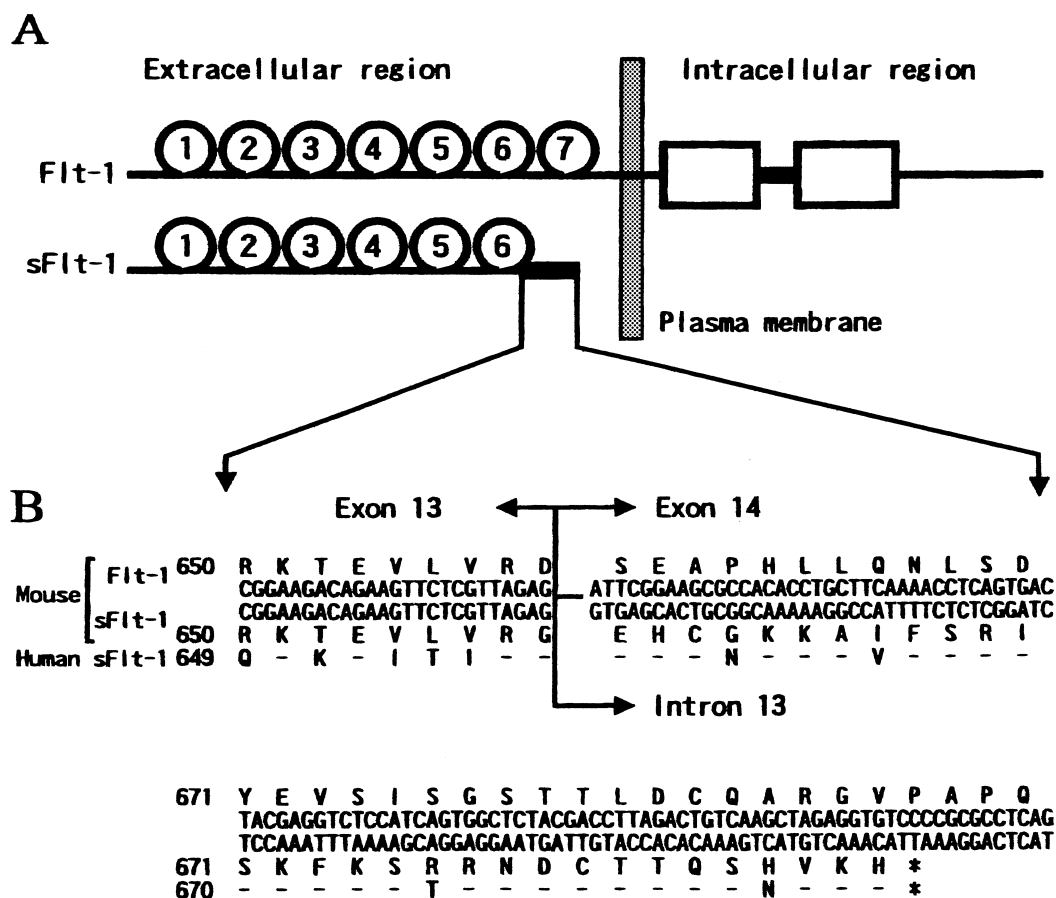 A
Extracellular region Intracellular region
1 2 3 4 5 6 7
Flt-1
1 2 3 4 5 6
sFlt-1
Plasma membrane
B
Exon 13 Exon 14
Mouse
Flt-1 650 R K T E V L V R D S E A P H L L Q N L S D
CGGAAGACAGAAGTTCTCGTTAGAG ATTCGGAAGCGCCACACCTGCTTCAAAACCTCAGTGAC
CGGAAGACAGAAGTTCTCGTTAGAG GTGAGCACTGCGGCAAAAAGGCCATTTTCTCTCGGATC
sFlt-1 650 R K T E V L V R G E H C G K K A I F S R I
Human sFlt-1 649 Q - K - I T I - - - - - N - - - V - - - -
Intron 13
671 Y E V S I S G S T T L D C Q A R G V P A P Q
TACGAGGTCTCCATCAGTGGCTCTACGACCTTAGACTGTCAAGCTAGAGGTGTCCCCGCGCCTCAG
TCCAAATTTAAAAGCAGGAGGAATGATTGTACCACACAAAGTCATGTCAAACATTAAAGGACTCAT
671 S K F K S R R N D C T T Q S H V K H *
670 - - - - - T - - - - - - - - N - - - *